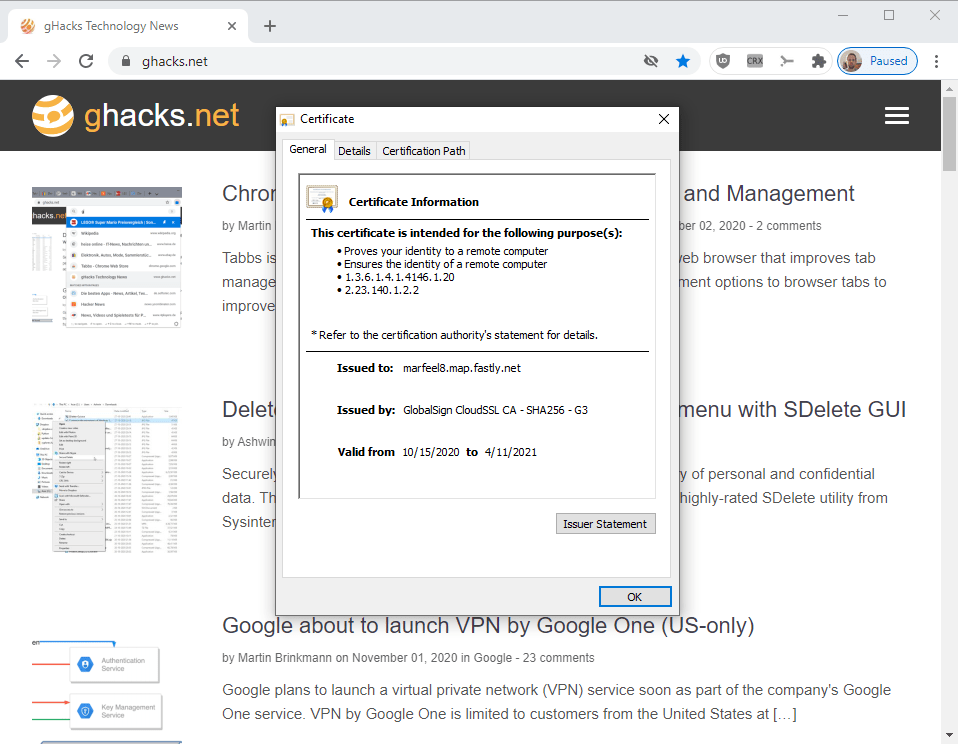 gHacks Technology News
ghacks.net
CRX
Paused
ghacks.net
Certificate
General Details Certification Path
Certificate Information
This certificate is intended for the following purpose(s):
• Proves your identity to a remote computer
• Ensures the identity of a remote computer
• 1.3.6.1.4.1.4146.1.20
• 2.23.140.1.2.2
* Refer to the certification authority's statement for details.
Issued to: marfeel8.map.fastly.net
Issued by: GlobalSign CloudSSL CA - SHA256 - G3
Valid from 10/15/2020 to 4/11/2021
Issuer Statement
OK
Chron and Management
by Martin ber 02, 2020 - 2 comments
Tabbs is web browser that improves tab
manage ment options to browser tabs to
improve
Delete menu with SDelete GUI
by Ashwin
Securely y of personal and confidential
data. Th highly-rated SDelete utility from
Sysinter
Google about to launch VPN by Google One (US-only)
by Martin Brinkmann on November 01, 2020 in Google - 23 comments
Google plans to launch a virtual private network (VPN) service soon as part of the company's Google
One service. VPN by Google One is limited to customers from the United States at […]
Authentication
Service
Key Management
Service